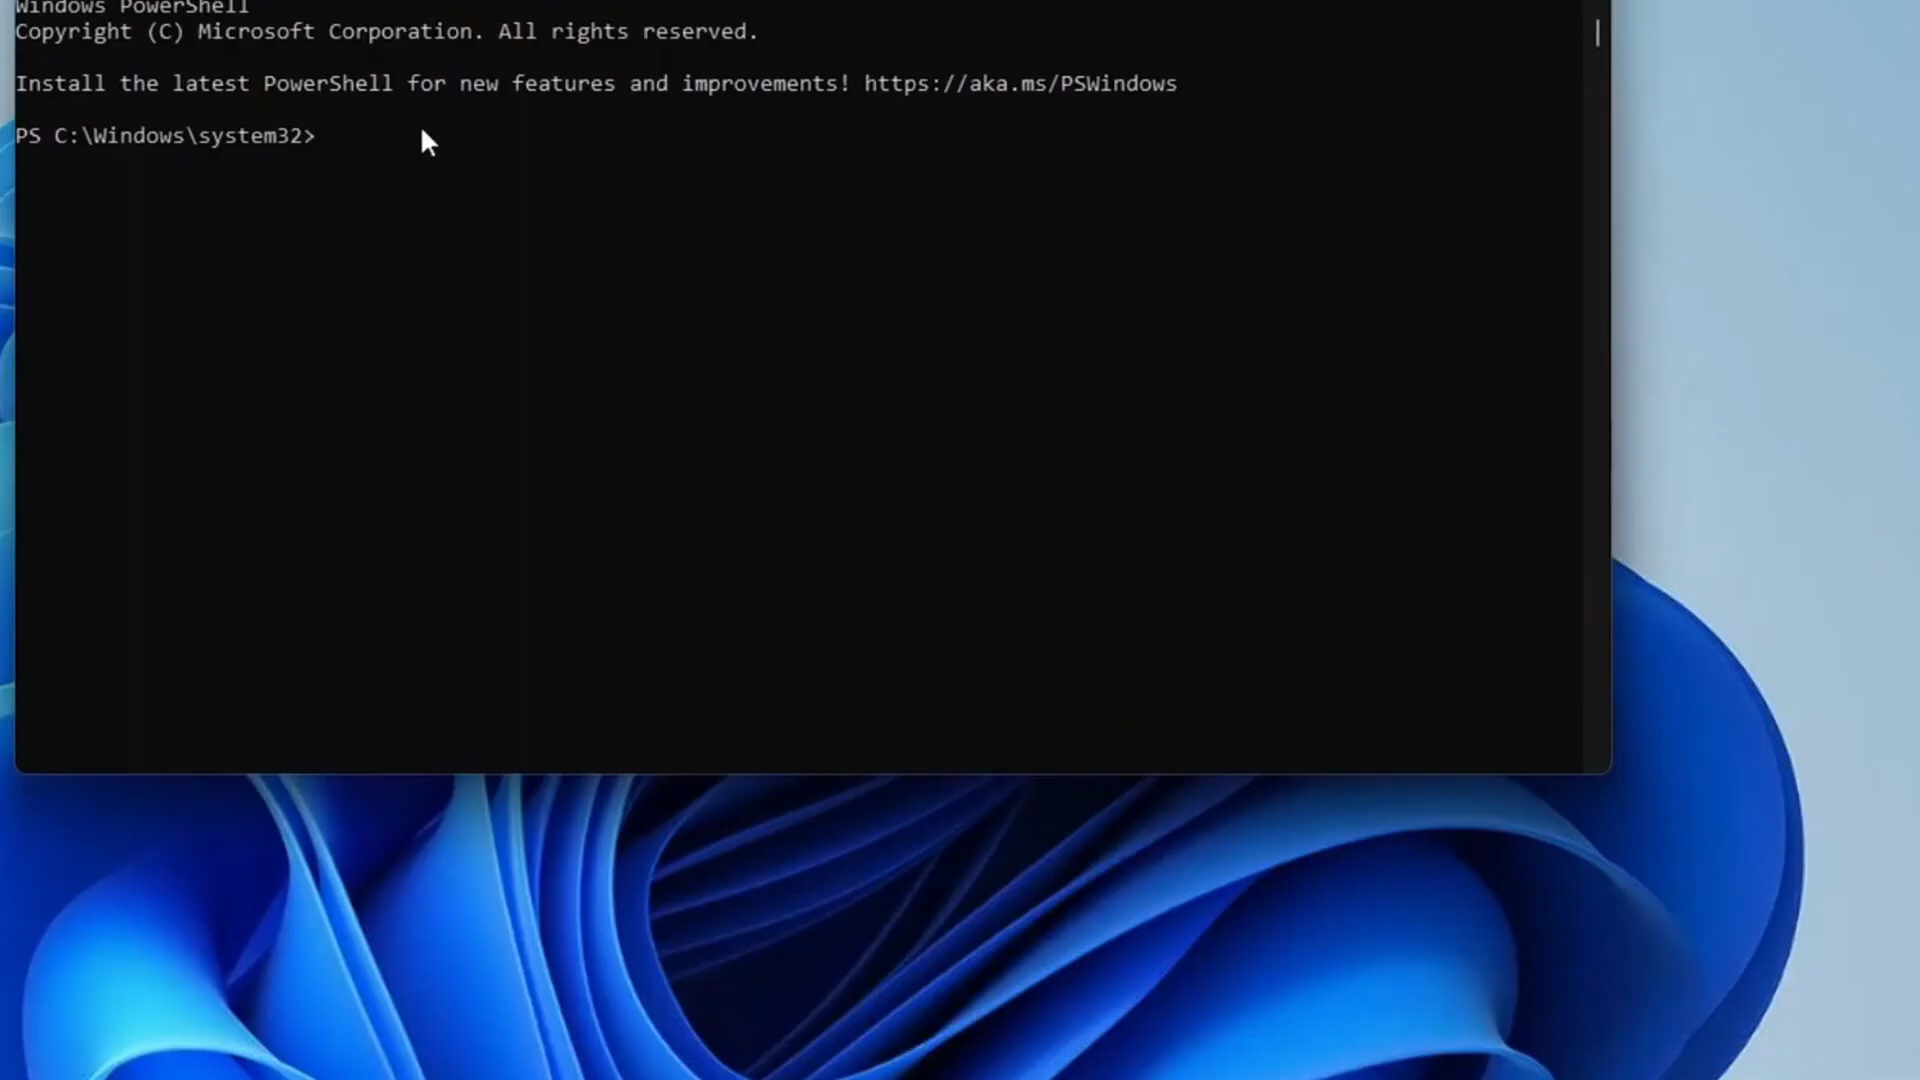 Windows PowerShell
Copyright (C) Microsoft Corporation. All rights reserved.
Install the latest PowerShell for new features and improvements! https://aka.ms/PSWindows
PS C:\Windows\system32>